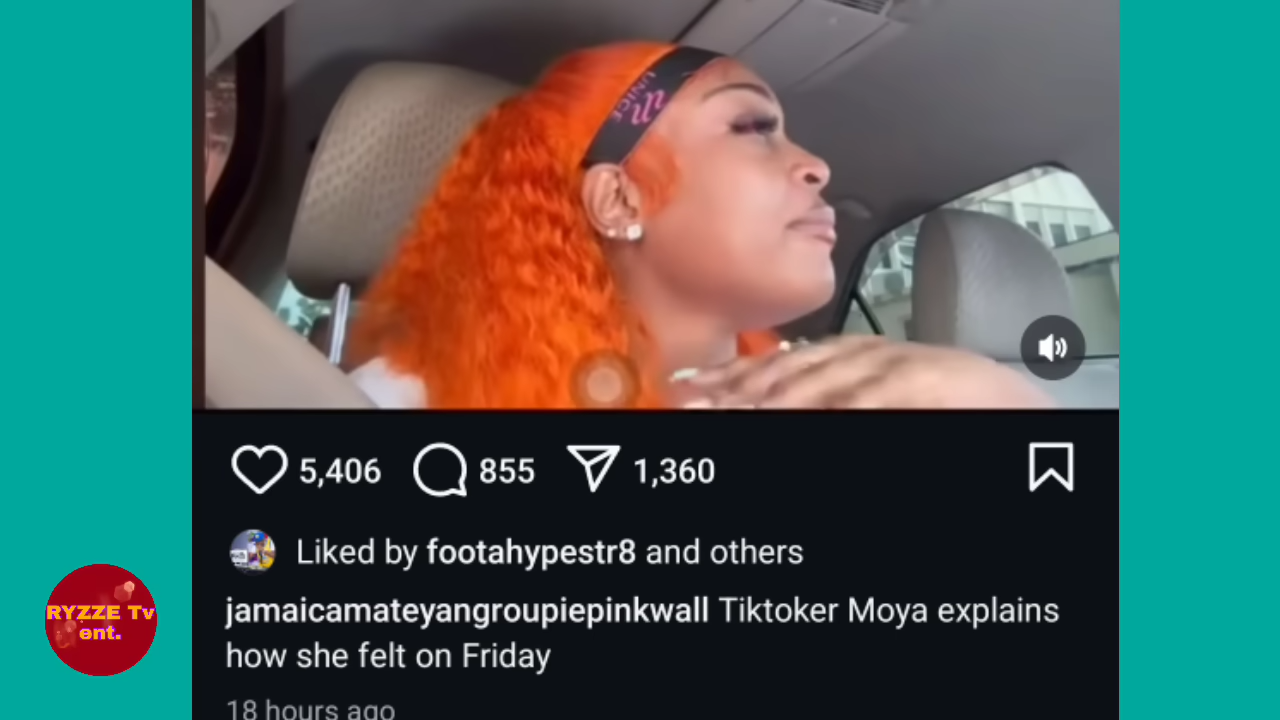 UNICE
5,406 855 1,360
Liked by footahypestr8 and others
jamaicamateyangroupiepinkwall Tiktoker Moya explains
how she felt on Friday
18 hours ago
RYZZE Tv
ent.